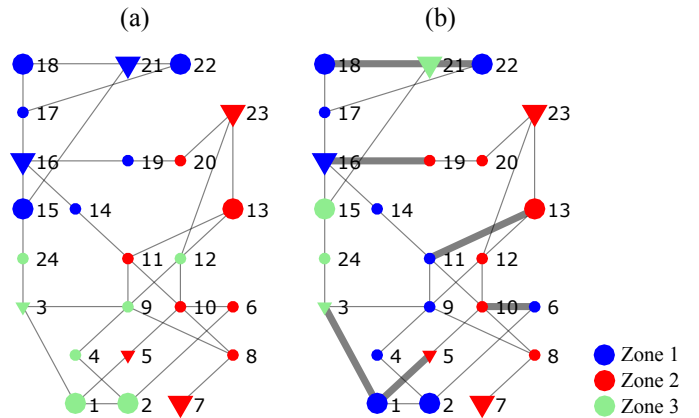 (a) (b)
18 21 22 18 21 22
17 23 17 23
16 19 20 16 19 20
15 14 13 15 14 13
24 11 12 24 11 12
3 9 10 6 3 9 10 6
4 5 8 4 5 8
1 2 7 1 2 7
Zone 1
Zone 2
Zone 3